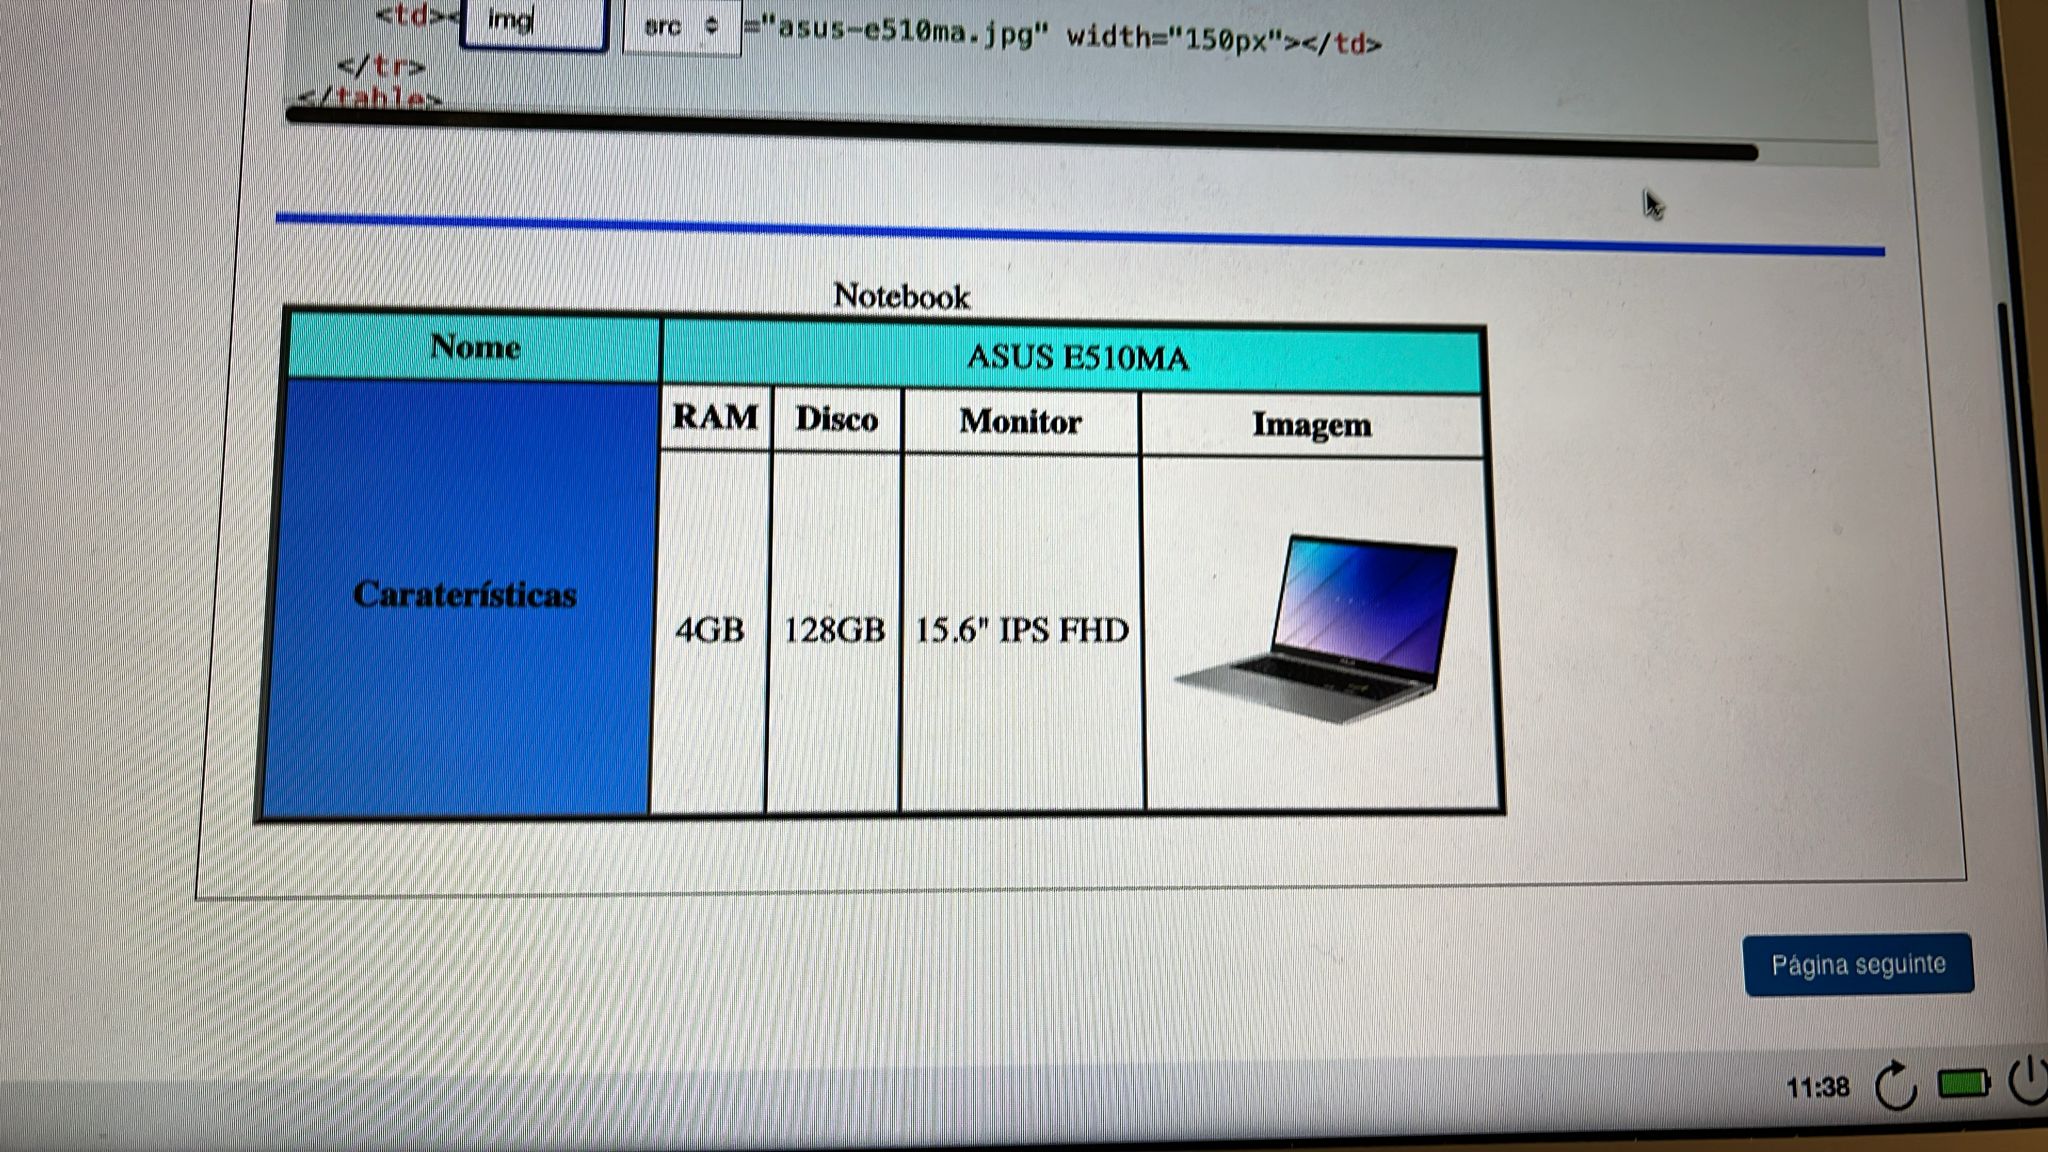 <td>< img src ="asus-e510ma.jpg" width="150px"></td>
</tr>
</table>
Notebook
Nome ASUS E510MA
RAM Disco Monitor Imagem
Caraterísticas
4GB 128GB 15.6" IPS FHD
Página seguinte
11:38